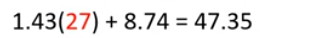 1.43(27) + 8.74 = 47.35